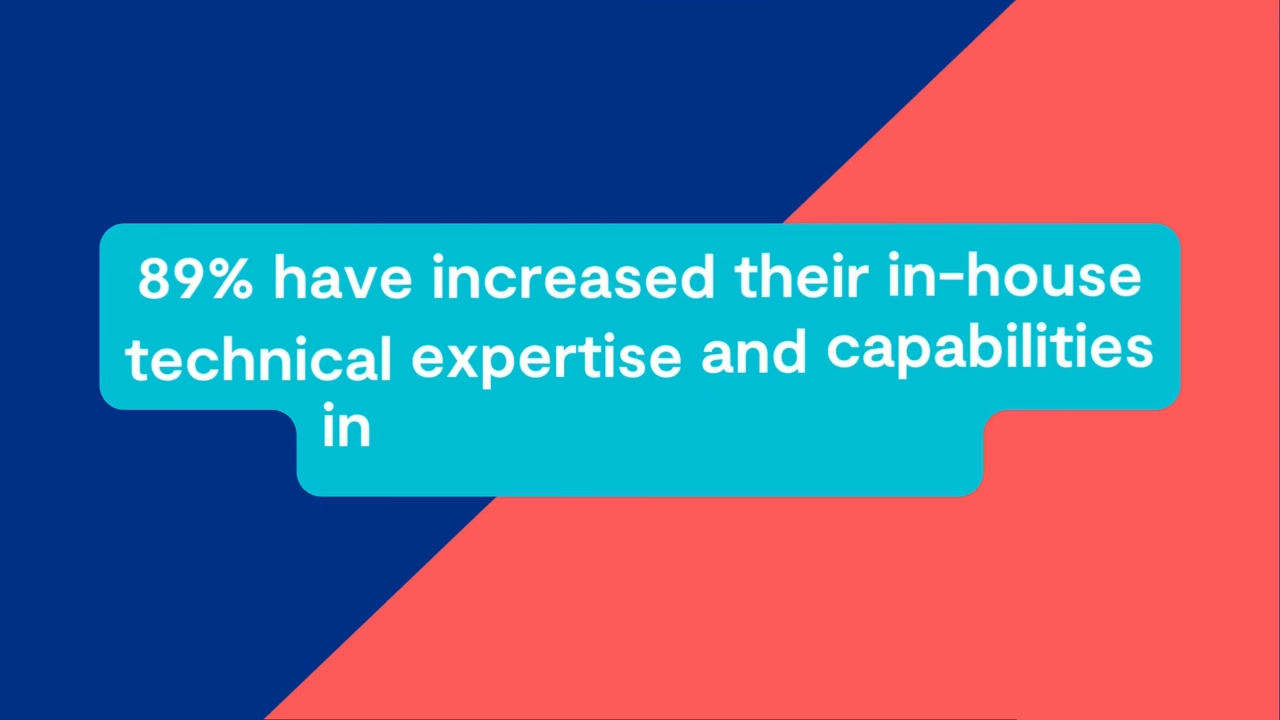 89% have increased their in-house
technical expertise and capabilities
in